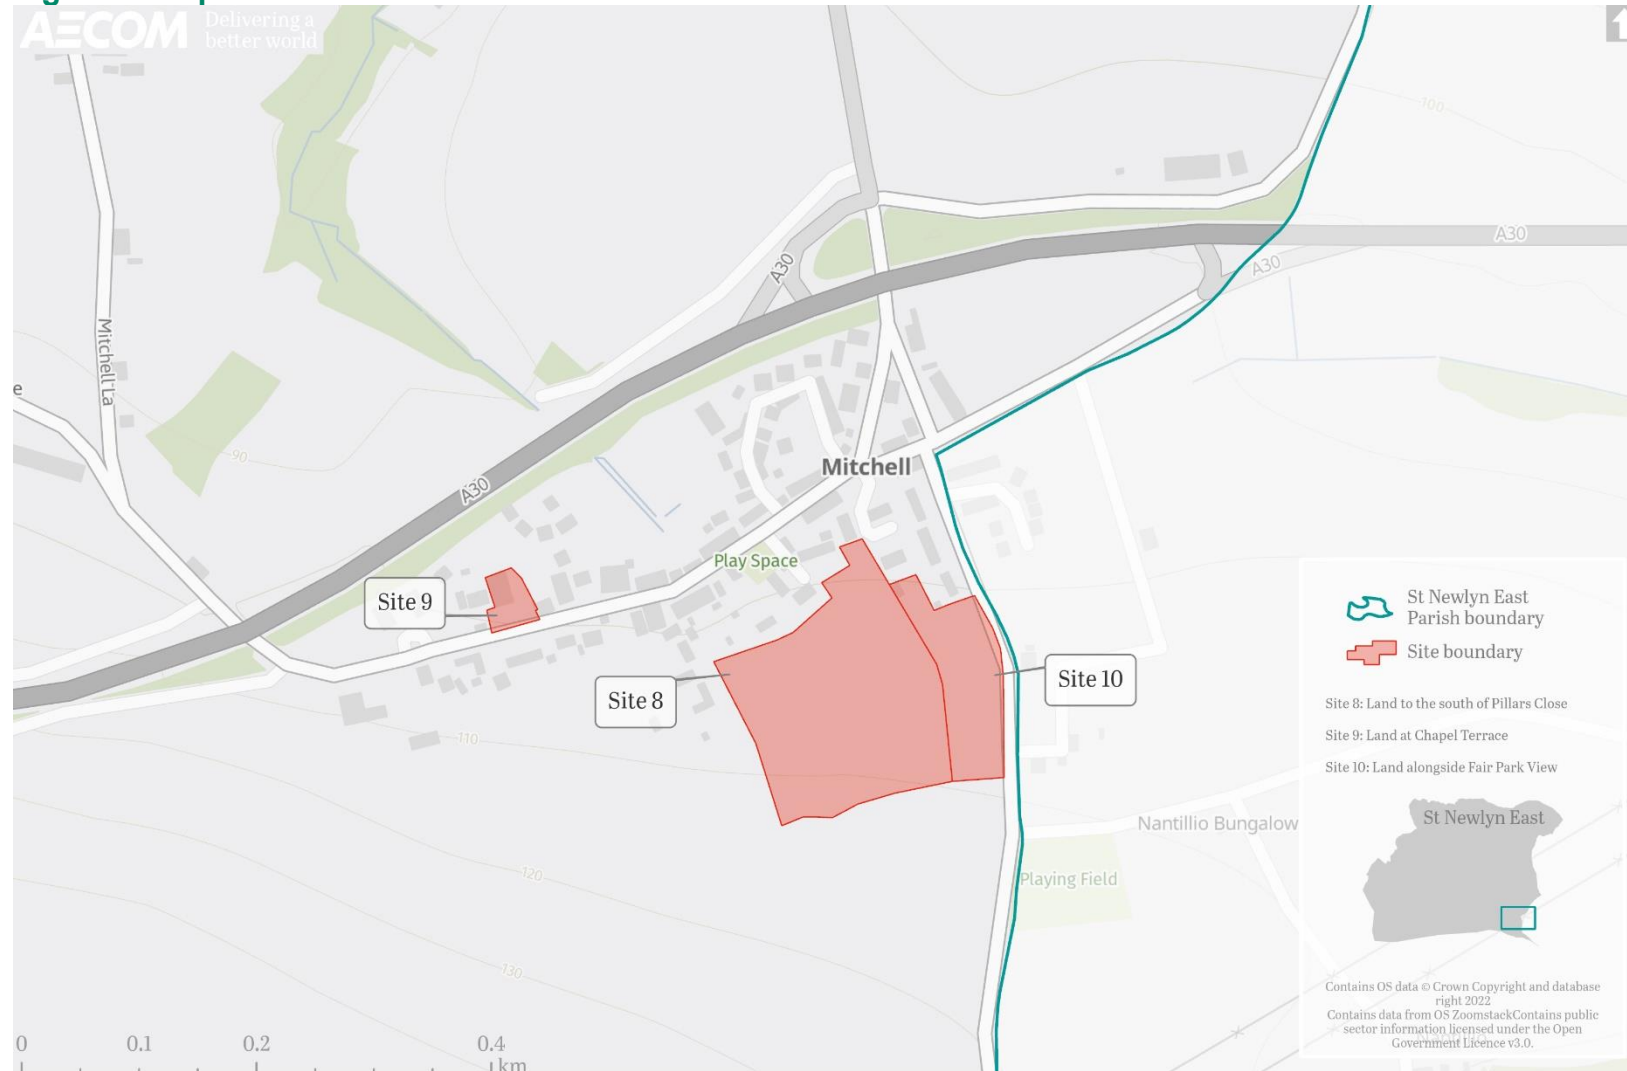 AECOM
Delivering a
better world
100
A30
A30
A30
Mitchell La
e
90
A30
Mitchell
Play Space
Site 9
Site 8
Site 10
110
120
130
Nantillio Bungalow
Playing Field
St Newlyn East
Parish boundary
Site boundary
Site 8: Land to the south of Pillars Close
Site 9: Land at Chapel Terrace
Site 10: Land alongside Fair Park View
St Newlyn East
Contains OS data © Crown Copyright and database
right 2022
Contains data from OS ZoomstackContains public
sector information licensed under the Open
Government Licence v3.0.
0 0.1 0.2 0.4
km